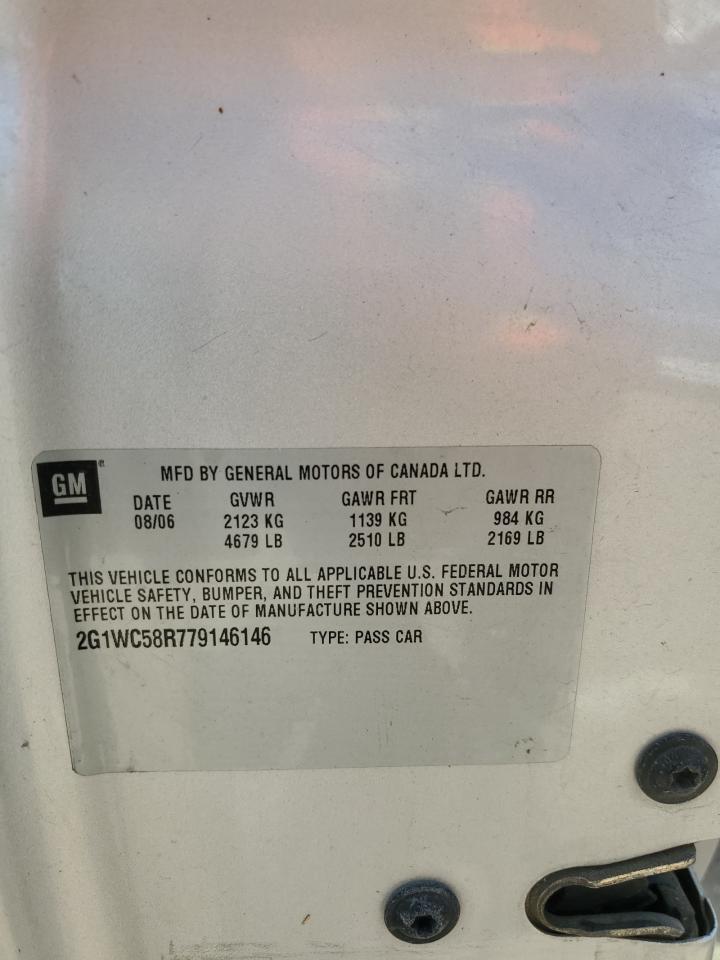 GM® MFD BY GENERAL MOTORS OF CANADA LTD.
DATE GVWR GAWR FRT GAWR RR
08/06 2123 KG 1139 KG 984 KG
4679 LB 2510 LB 2169 LB
THIS VEHICLE CONFORMS TO ALL APPLICABLE U.S. FEDERAL MOTOR
VEHICLE SAFETY, BUMPER, AND THEFT PREVENTION STANDARDS IN
EFFECT ON THE DATE OF MANUFACTURE SHOWN ABOVE.
2G1WC58R779146146 TYPE: PASS CAR